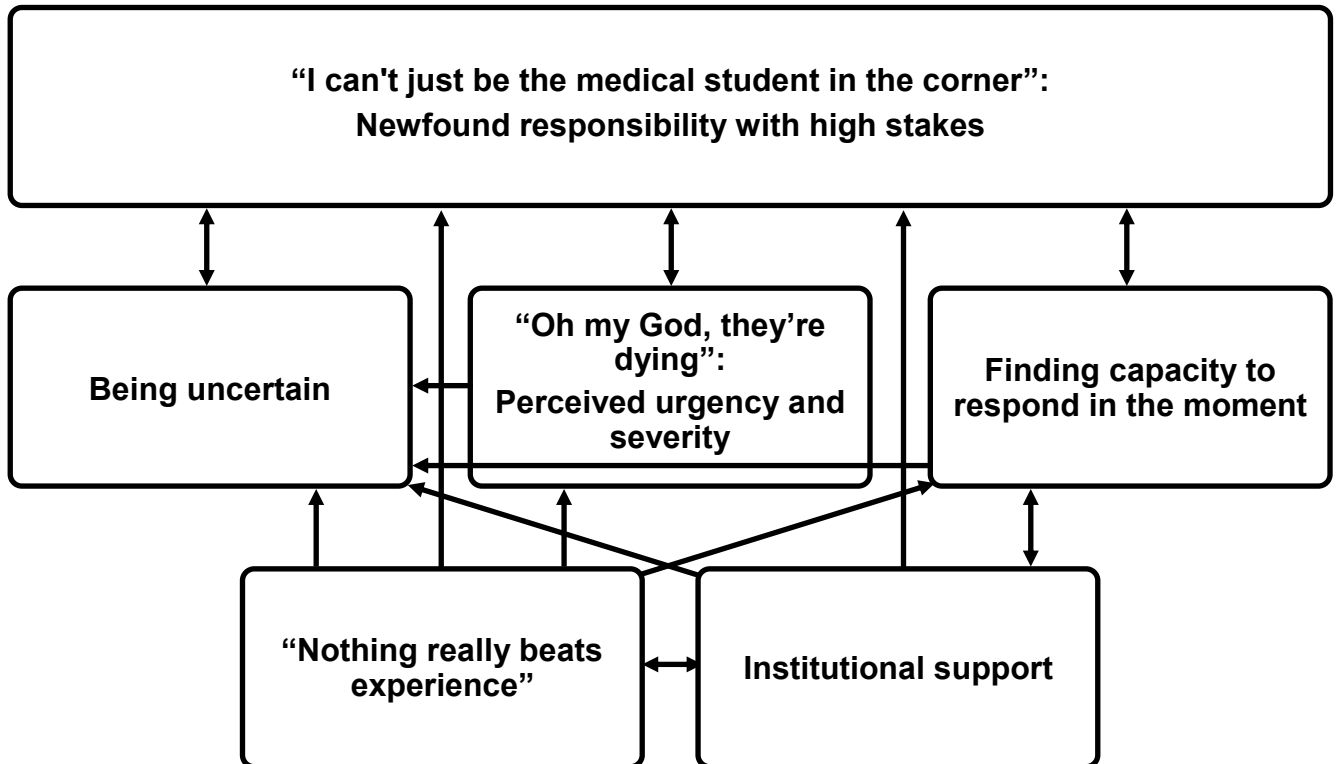 “I can't just be the medical student in the corner”:
Newfound responsibility with high stakes
Being uncertain
“Oh my God, they’re
dying”:
Perceived urgency and
severity
Finding capacity to
respond in the moment
“Nothing really beats
experience”
Institutional support